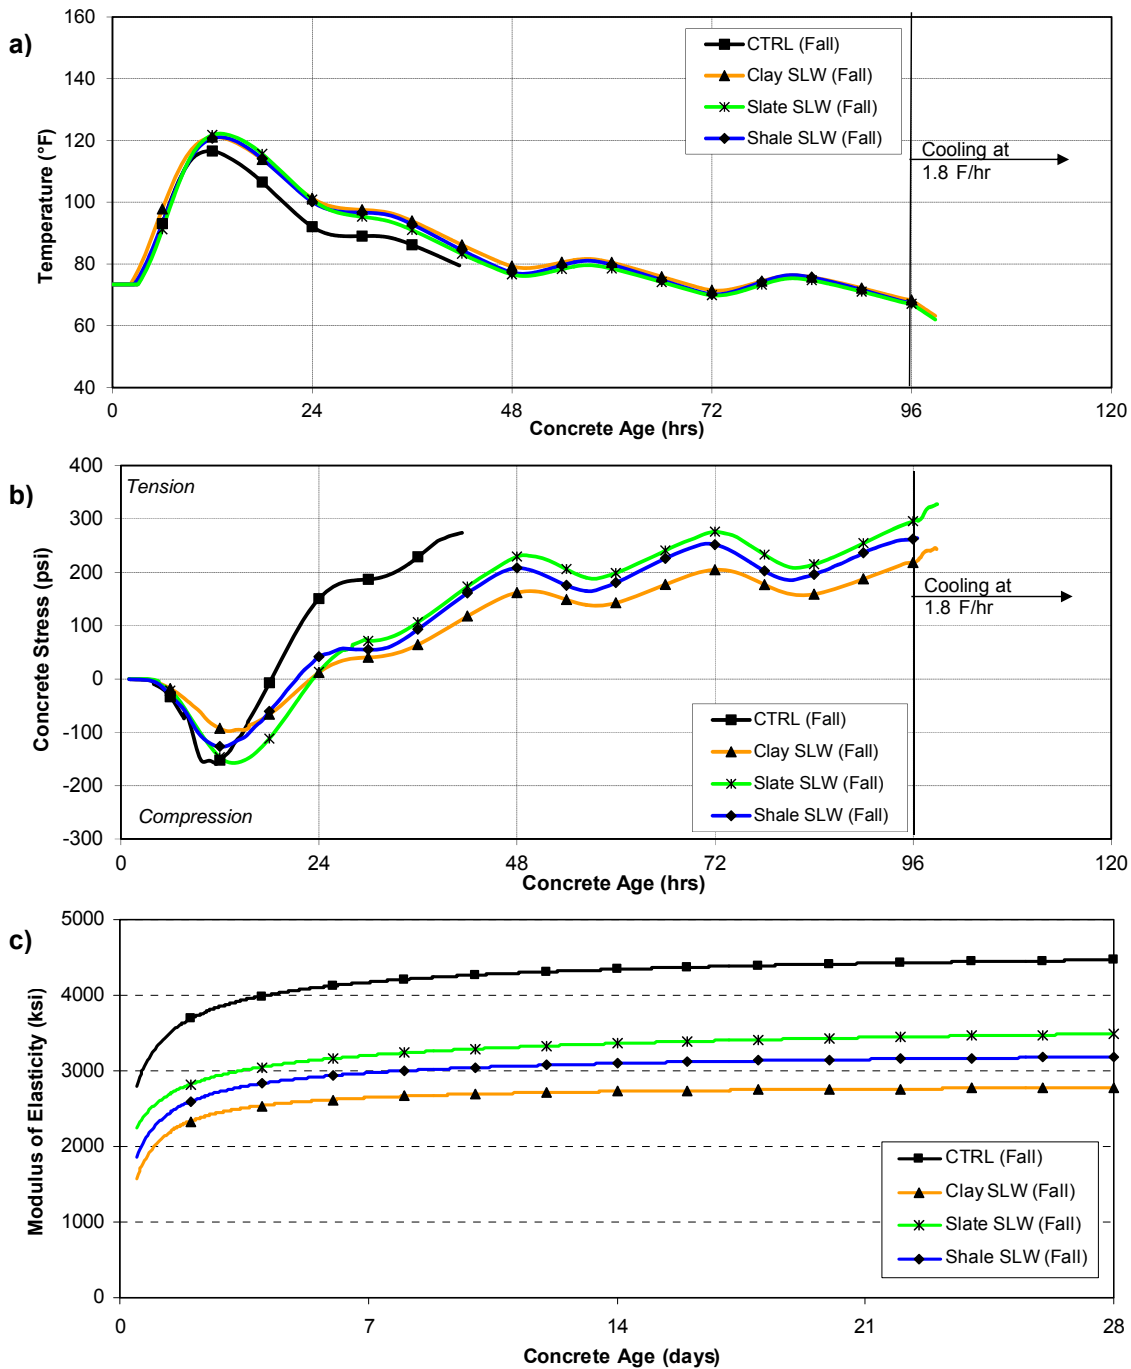 a)
160
140
120
100
80
60
40
Temperature (°F)
CTRL (Fall)
Clay SLW (Fall)
Slate SLW (Fall)
Shale SLW (Fall)
Cooling at
1.8 F/hr
0
24
48
72
96
120
Concrete Age (hrs)
b)
400
300
200
100
0
-100
-200
-300
Concrete Stress (psi)
Tension
Compression
Cooling at
1.8 F/hr
CTRL (Fall)
Clay SLW (Fall)
Slate SLW (Fall)
Shale SLW (Fall)
0
24
48
72
96
120
Concrete Age (hrs)
c)
5000
4000
3000
2000
1000
0
Modulus of Elasticity (ksi)
CTRL (Fall)
Clay SLW (Fall)
Slate SLW (Fall)
Shale SLW (Fall)
0
7
14
21
28
Concrete Age (days)